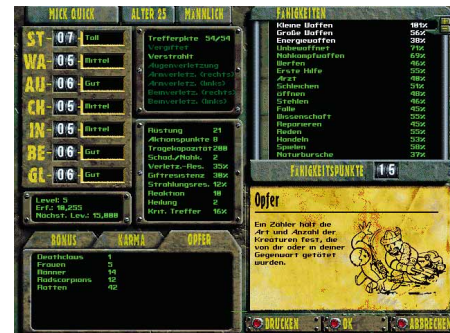 MICK QUICK
ALTER 25
MÄNNLICH
ST 07 Toll
WA 05 Mittel
AU 06 Gut
CH 05 Mittel
IN 05 Mittel
BE 06 Gut
GL 06 Gut
Level: 5
Erf.: 10,255
Nächst. Lev.: 15,000
Trefferpkte 54/54
Vergiftet
Verstrahlt
Augenverletzung
Armverletz. (rechts)
Armverletz. (links)
Beinverletz. (rechts)
Beinverletz. (links)
Rüstung 21
Aktionspunkte 8
Tragekapazität 200
Schad./Nahk. 2
Verletz.-Res. 35%
Giftresistenz 30%
Strahlungsres. 12%
Reaktion 10
Heilung 2
Krit. Treffer 16%
BONUS
KARMA
OPFER
Deathclaws 1
Frauen 5
Männer 14
Radscorpians 12
Ratten 42
FÄHIGKEITEN
Kleine Waffen 101%
Große Waffen 56%
Energiewaffen 38%
Unbewaffnet 71%
Nahkampfwaffen 69%
Werfen 46%
Erste Hilfe 55%
Arzt 40%
Schleichen 51%
öffnen 48%
Stehlen 46%
Falle 45%
Wissenschaft 55%
Reparieren 45%
Reden 55%
Handeln 53%
Spielen 58%
Naturbursche 37%
FÄHIGKEITSPUNKTE 16
Opfer
Ein Zähler hält die
Art und Anzahl der
Kreaturen fest, die
von dir oder in deiner
Gegenwart getötet
wurden.
DRUCKEN
OK
ABBRECHEN